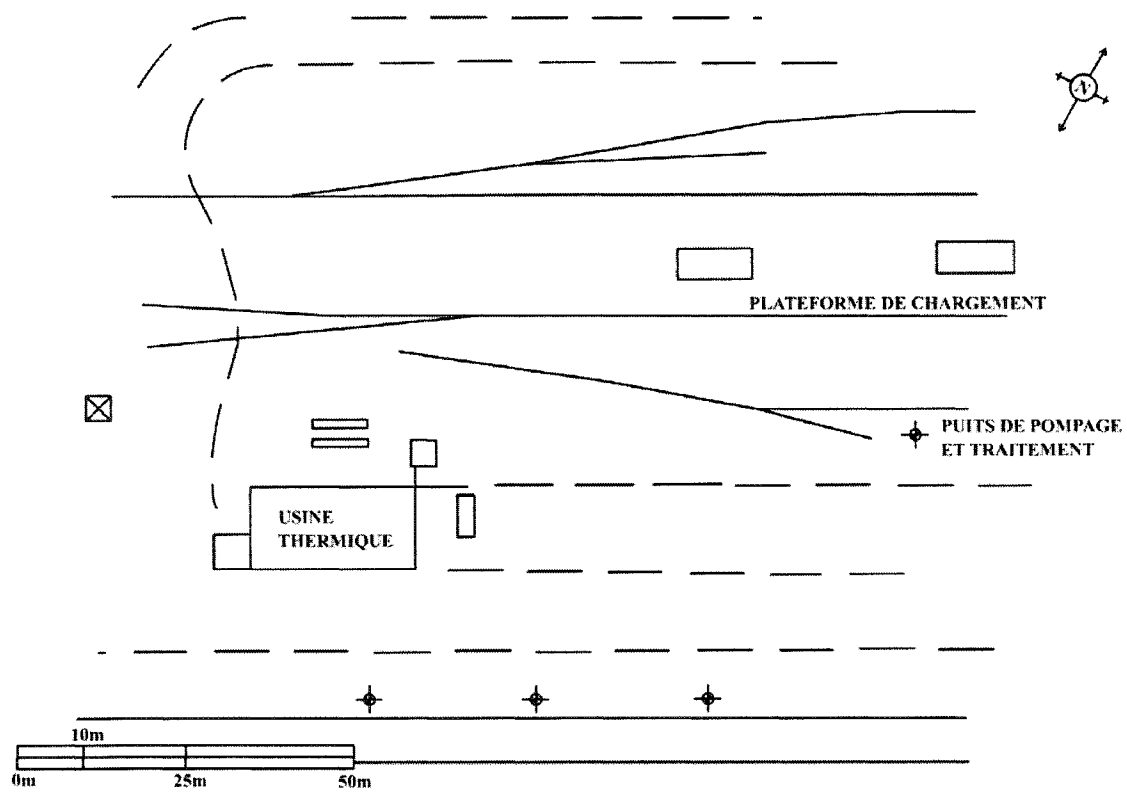 N
PLATEFORME DE CHARGEMENT
PUITS DE POMPAGE
ET TRAITEMENT
USINE
THERMIQUE
10m
0m 25m 50m